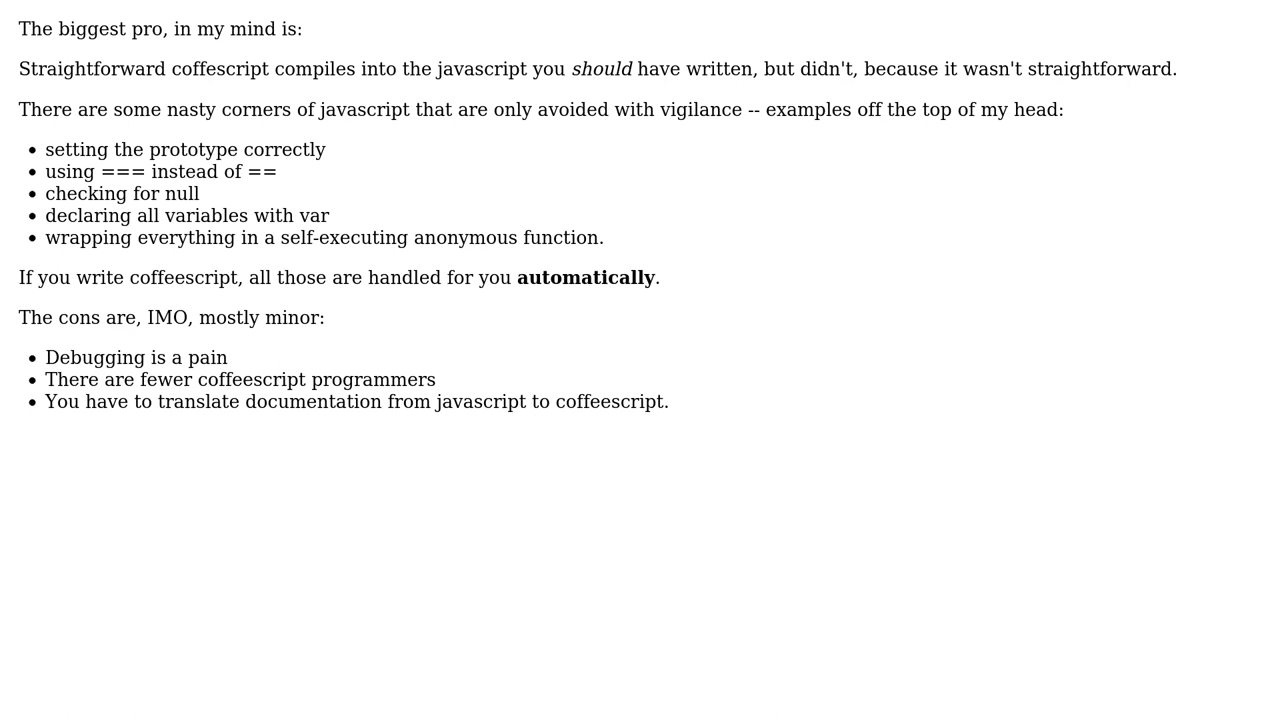 The biggest pro, in my mind is:
Straightforward coffescript compiles into the javascript you should have written, but didn't, because it wasn't straightforward.
There are some nasty corners of javascript that are only avoided with vigilance -- examples off the top of my head:
• setting the prototype correctly
• using === instead of ==
• checking for null
• declaring all variables with var
• wrapping everything in a self-executing anonymous function.
If you write coffeescript, all those are handled for you automatically.
The cons are, IMO, mostly minor:
• Debugging is a pain
• There are fewer coffeescript programmers
• You have to translate documentation from javascript to coffeescript.